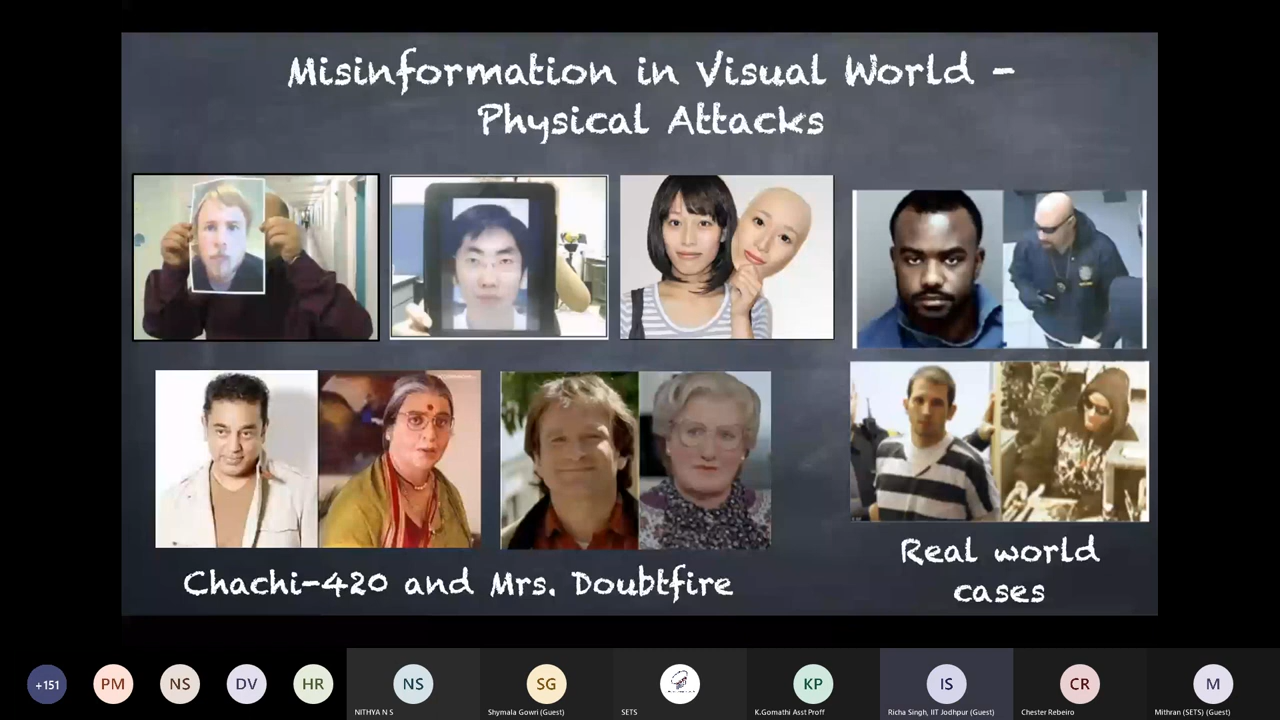 Misinformation in Visual World -
Physical Attacks
Chachi-420 and Mrs. Doubtfire
Real world
cases
+151
PM
NS
DV
HR
NS
SG
KP
IS
CR
M
NITHYA N S
Shymala Gowri (Guest)
SETS
K.Gomathi Asst Proff
Richa Singh, IIT Jodhpur (Guest)
Chester Rebeiro
Mithran (SETS) (Guest)